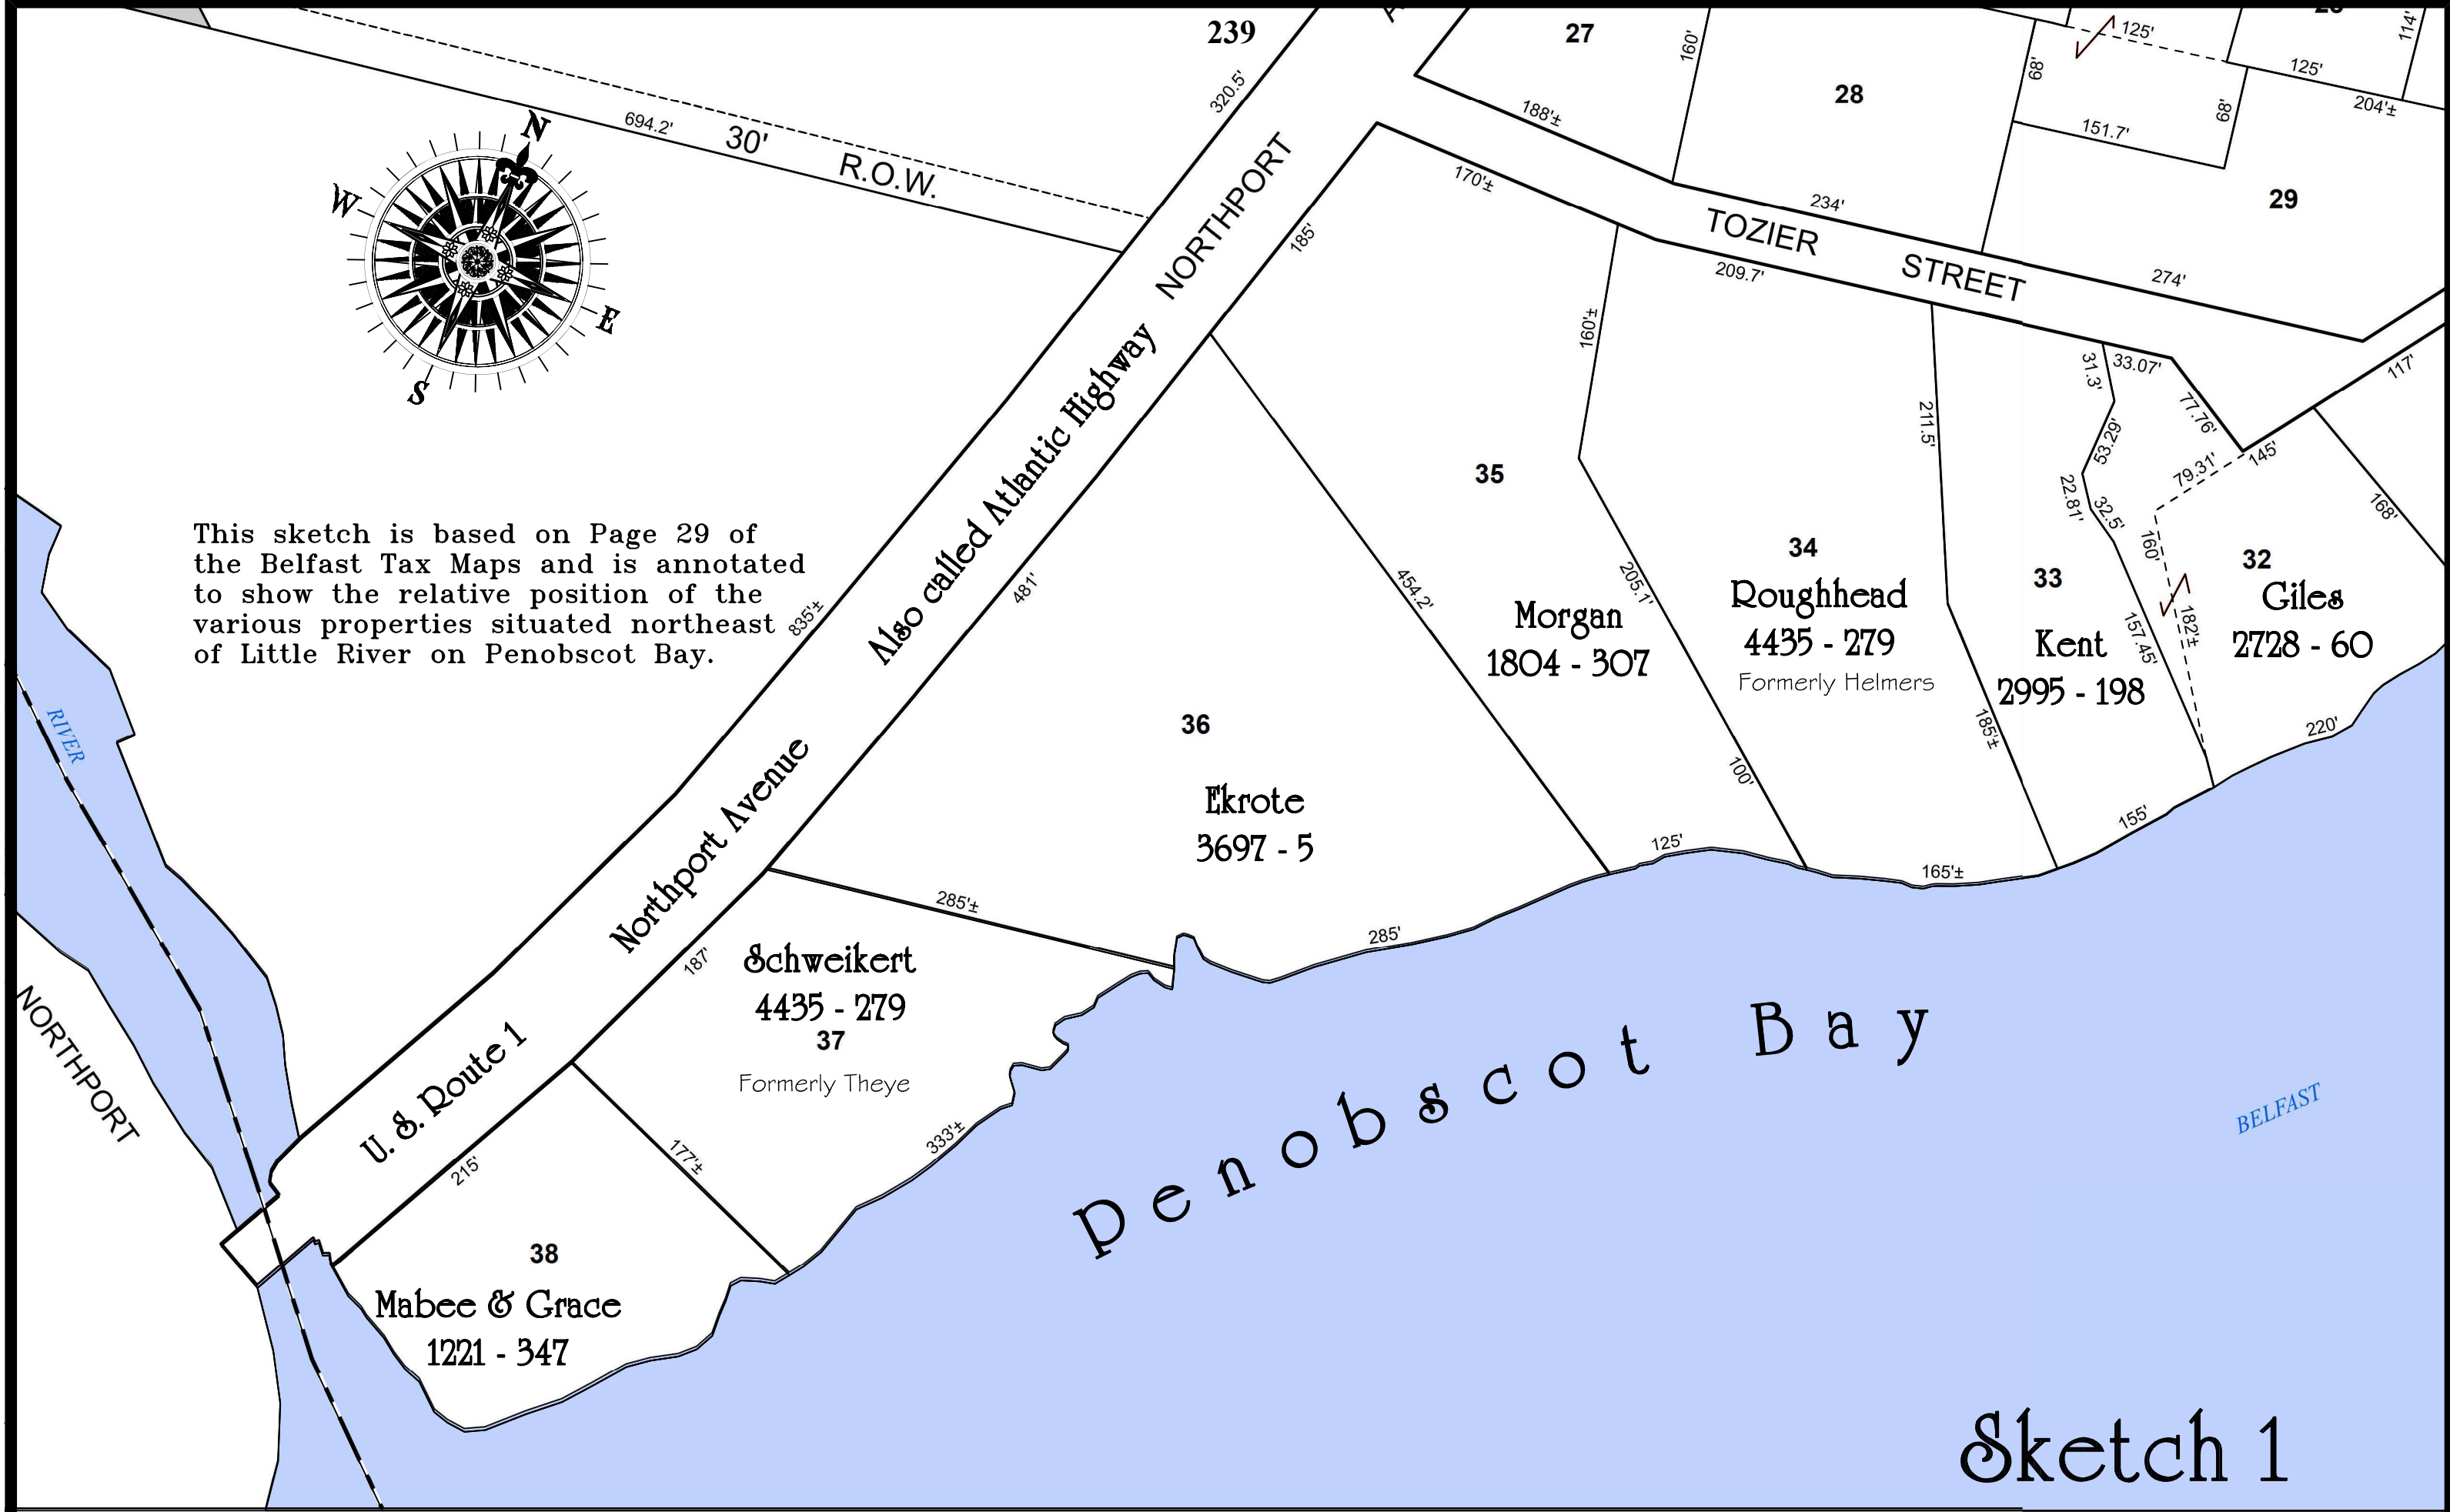 239
27
28
29
160'
188'±
68'
125'
125'
114'
204'±
68'
151.7'
320.5'
694.2'
30' R.O.W.
N
W
E
S
NORTHPORT
185'
170'±
TOZIER STREET
234'
274'
209.7'
160'±
211.5'
31.3'
33.07'
77.76'
53.29'
22.81'
32.5'
79.31'
145'
117'
168'
160'
182'±
157.45'
This sketch is based on Page 29 of
the Belfast Tax Maps and is annotated
to show the relative position of the
various properties situated northeast
of Little River on Penobscot Bay.
835'±
Also called Atlantic Highway
481'
454.2'
205.1'
100'
185'±
35
Morgan
1804 - 307
34
Roughhead
4435 - 279
Formerly Helmers
33
Kent
2995 - 198
32
Giles
2728 - 60
220'
155'
165'±
125'
285'
36
Ekrote
3697 - 5
285'±
Northport Avenue
187'
Schweikert
4435 - 279
37
Formerly Theye
333'±
177'±
U. S. Route 1
215'
38
Mabee & Grace
1221 - 347
RIVER
NORTHPORT
Penobscot Bay
BELFAST
Sketch 1